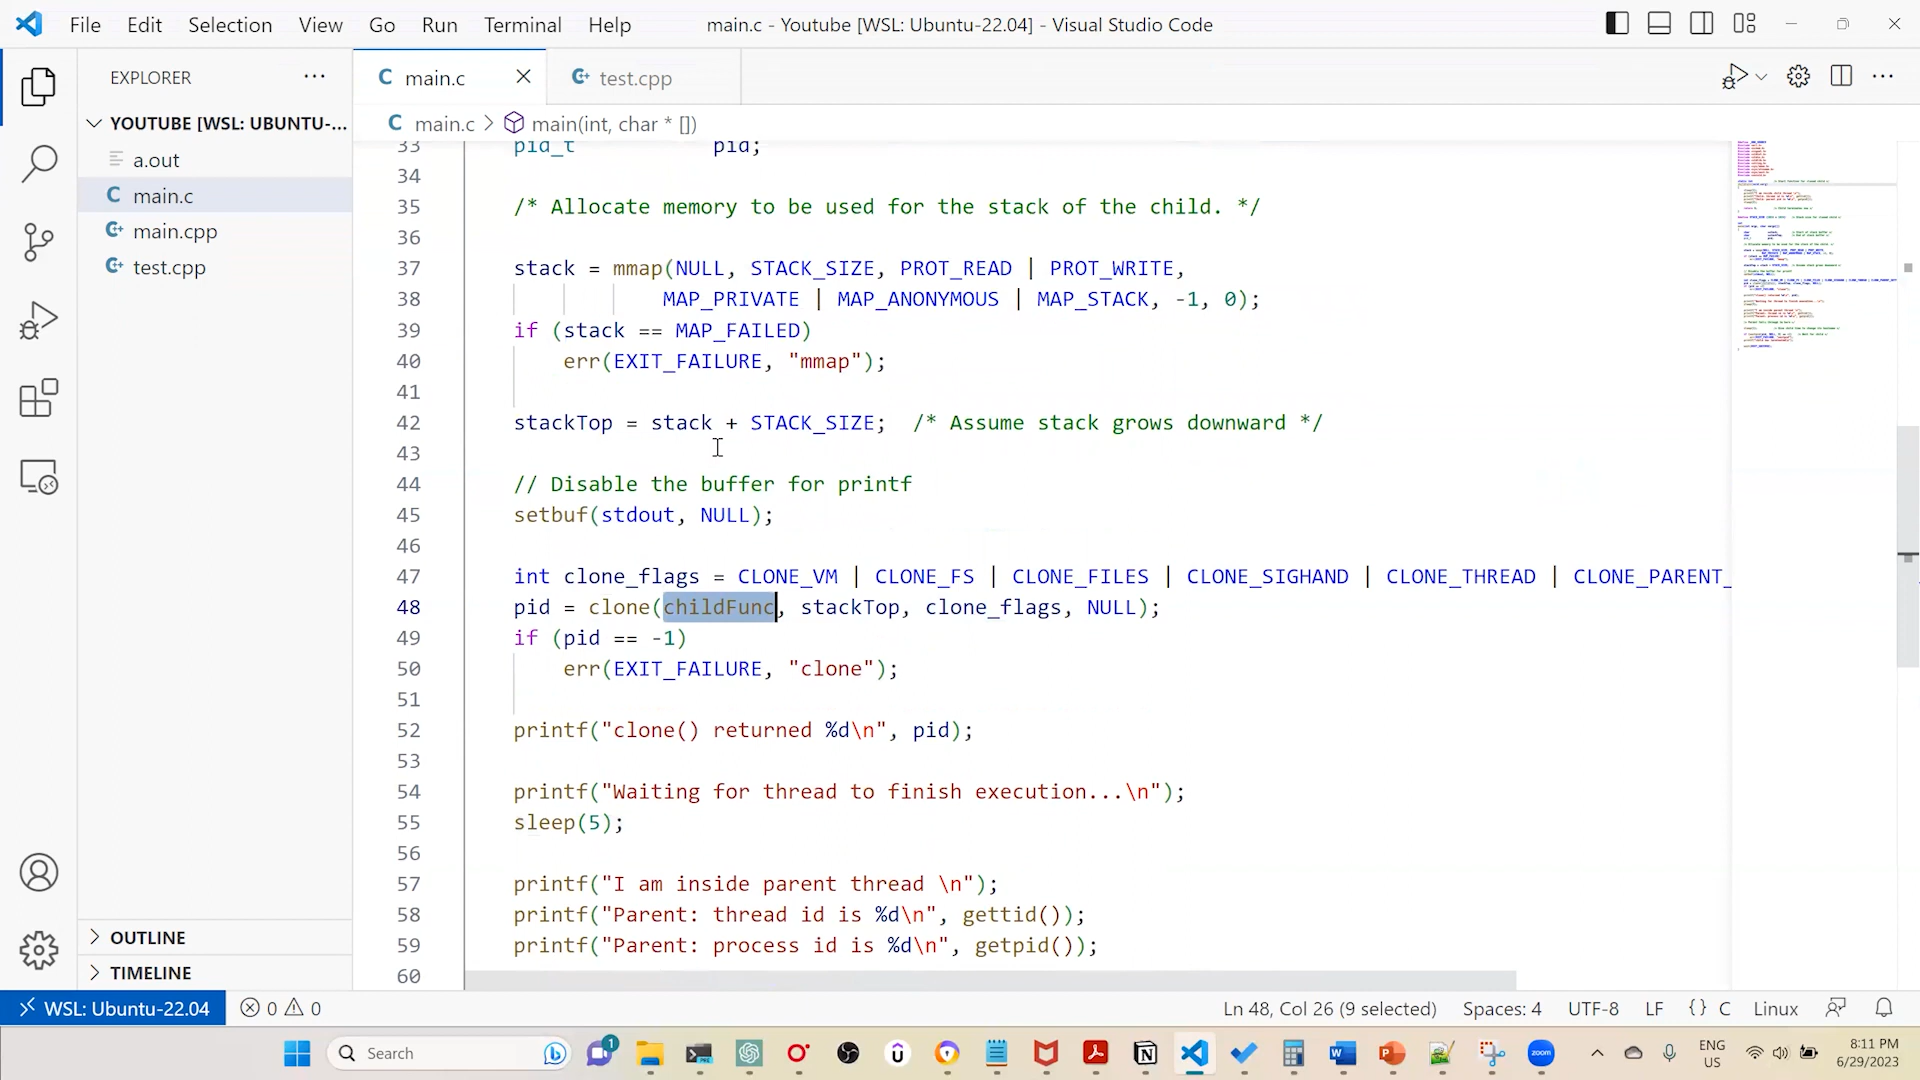 File Edit Selection View Go Run Terminal Help
main.c - Youtube [WSL: Ubuntu-22.04] - Visual Studio Code
EXPLORER
YOUTUBE [WSL: UBUNTU-...
a.out
main.c
main.cpp
test.cpp
OUTLINE
TIMELINE
main.c
test.cpp
main.c > main(int, char * [])
33 pid_t pid;
34
35 /* Allocate memory to be used for the stack of the child. */
36
37 stack = mmap(NULL, STACK_SIZE, PROT_READ | PROT_WRITE,
38 MAP_PRIVATE | MAP_ANONYMOUS | MAP_STACK, -1, 0);
39 if (stack == MAP_FAILED)
40 err(EXIT_FAILURE, "mmap");
41
42 stackTop = stack + STACK_SIZE; /* Assume stack grows downward */
43
44 // Disable the buffer for printf
45 setbuf(stdout, NULL);
46
47 int clone_flags = CLONE_VM | CLONE_FS | CLONE_FILES | CLONE_SIGHAND | CLONE_THREAD | CLONE_PARENT_
48 pid = clone(childFunc, stackTop, clone_flags, NULL);
49 if (pid == -1)
50 err(EXIT_FAILURE, "clone");
51
52 printf("clone() returned %d\n", pid);
53
54 printf("Waiting for thread to finish execution...\n");
55 sleep(5);
56
57 printf("I am inside parent thread \n");
58 printf("Parent: thread id is %d\n", gettid());
59 printf("Parent: process id is %d\n", getpid());
60
WSL: Ubuntu-22.04 0 0
Ln 48, Col 26 (9 selected) Spaces: 4 UTF-8 LF {} C Linux
Search
1
zoom
ENG
US
8:11 PM
6/29/2023